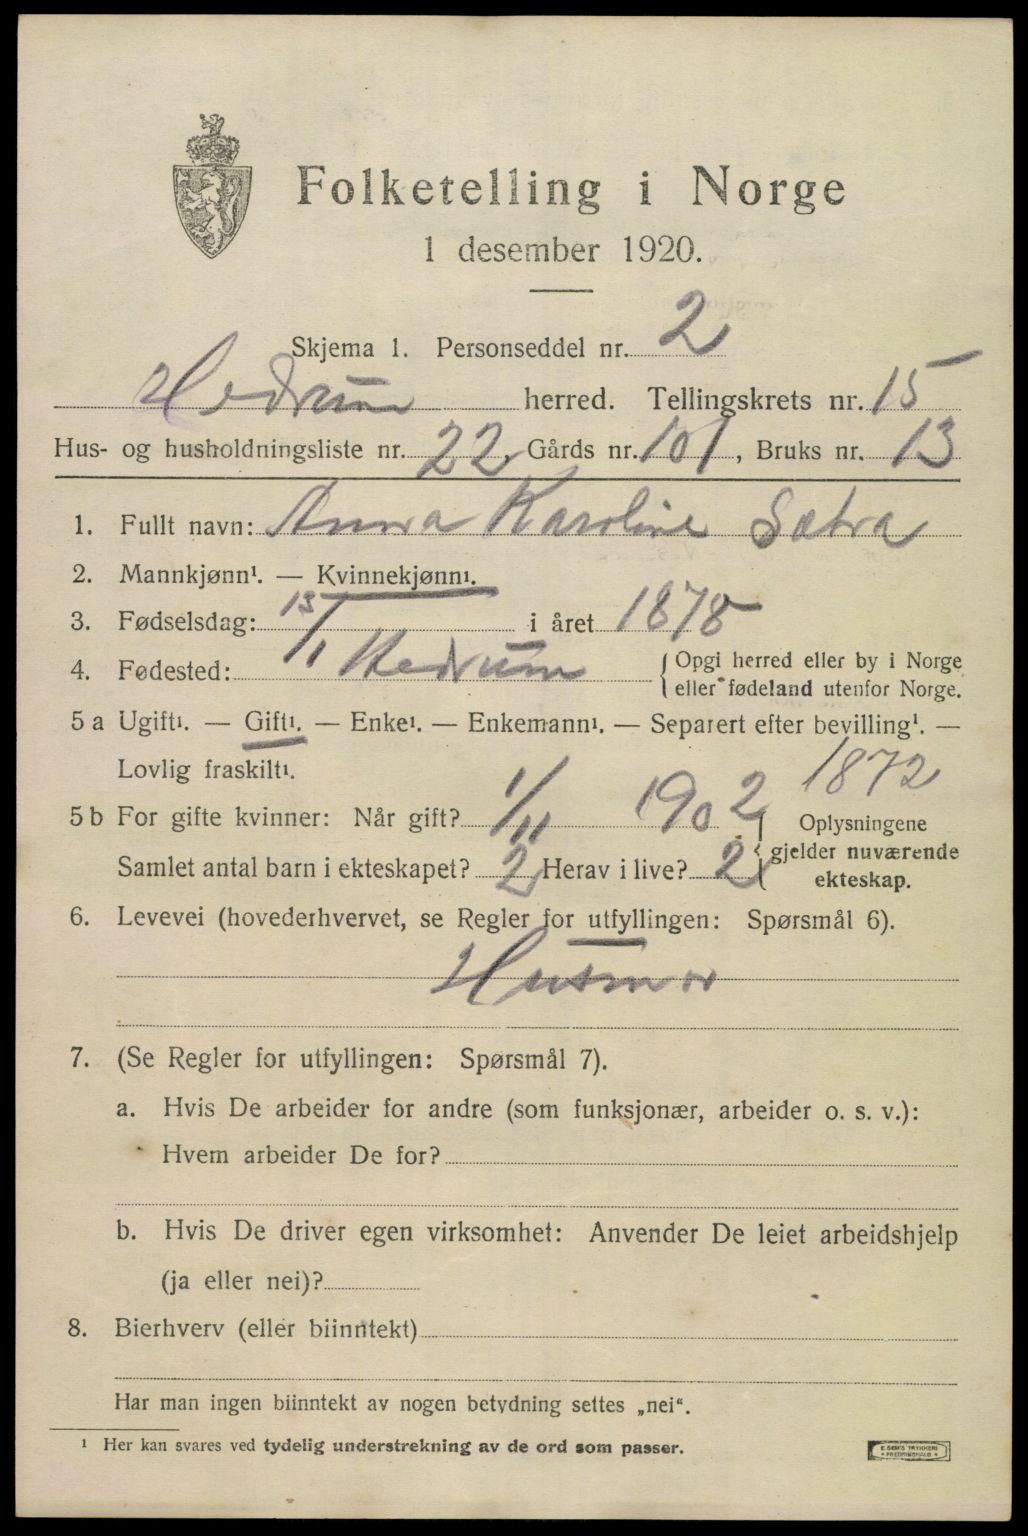 Folketelling i Norge
1 desember 1920.
Skjema 1. Personseddel nr. 2
Hedrum herred. Tellingskrets nr. 15
Hus- og husholdningsliste nr. 22, Gårds nr. 101, Bruks nr. 13
1. Fullt navn: Anna Karoline Sætra
2. Mannkjønn¹. — Kvinnekjønn¹.
3. Fødselsdag: 15/1 i året 1878
4. Fødested: Hedrum {Opgi herred eller by i Norge
eller fødeland utenfor Norge.
5 a Ugift¹. — Gift¹. — Enke¹. — Enkemann¹. — Separert efter bevilling¹. —
Lovlig fraskilt¹. 1872
5 b For gifte kvinner: Når gift? 1/11 1902 } Oplysningene
gjelder nuværende
Samlet antal barn i ekteskapet? 2 Herav i live? 2 ekteskap.
6. Levevei (hovederhvervet, se Regler for utfyllingen: Spørsmål 6).
Husmor
7. (Se Regler for utfyllingen: Spørsmål 7).
a. Hvis De arbeider for andre (som funksjonær, arbeider o. s. v.):
Hvem arbeider De for?
b. Hvis De driver egen virksomhet: Anvender De leiet arbeidshjelp
(ja eller nei)?
8. Bierhverv (eller biinntekt)
Har man ingen biinntekt av nogen betydning settes „nei“.
¹ Her kan svares ved tydelig understrekning av de ord som passer.
E SEM'S TRYKKERI
FREDRIKSHALD